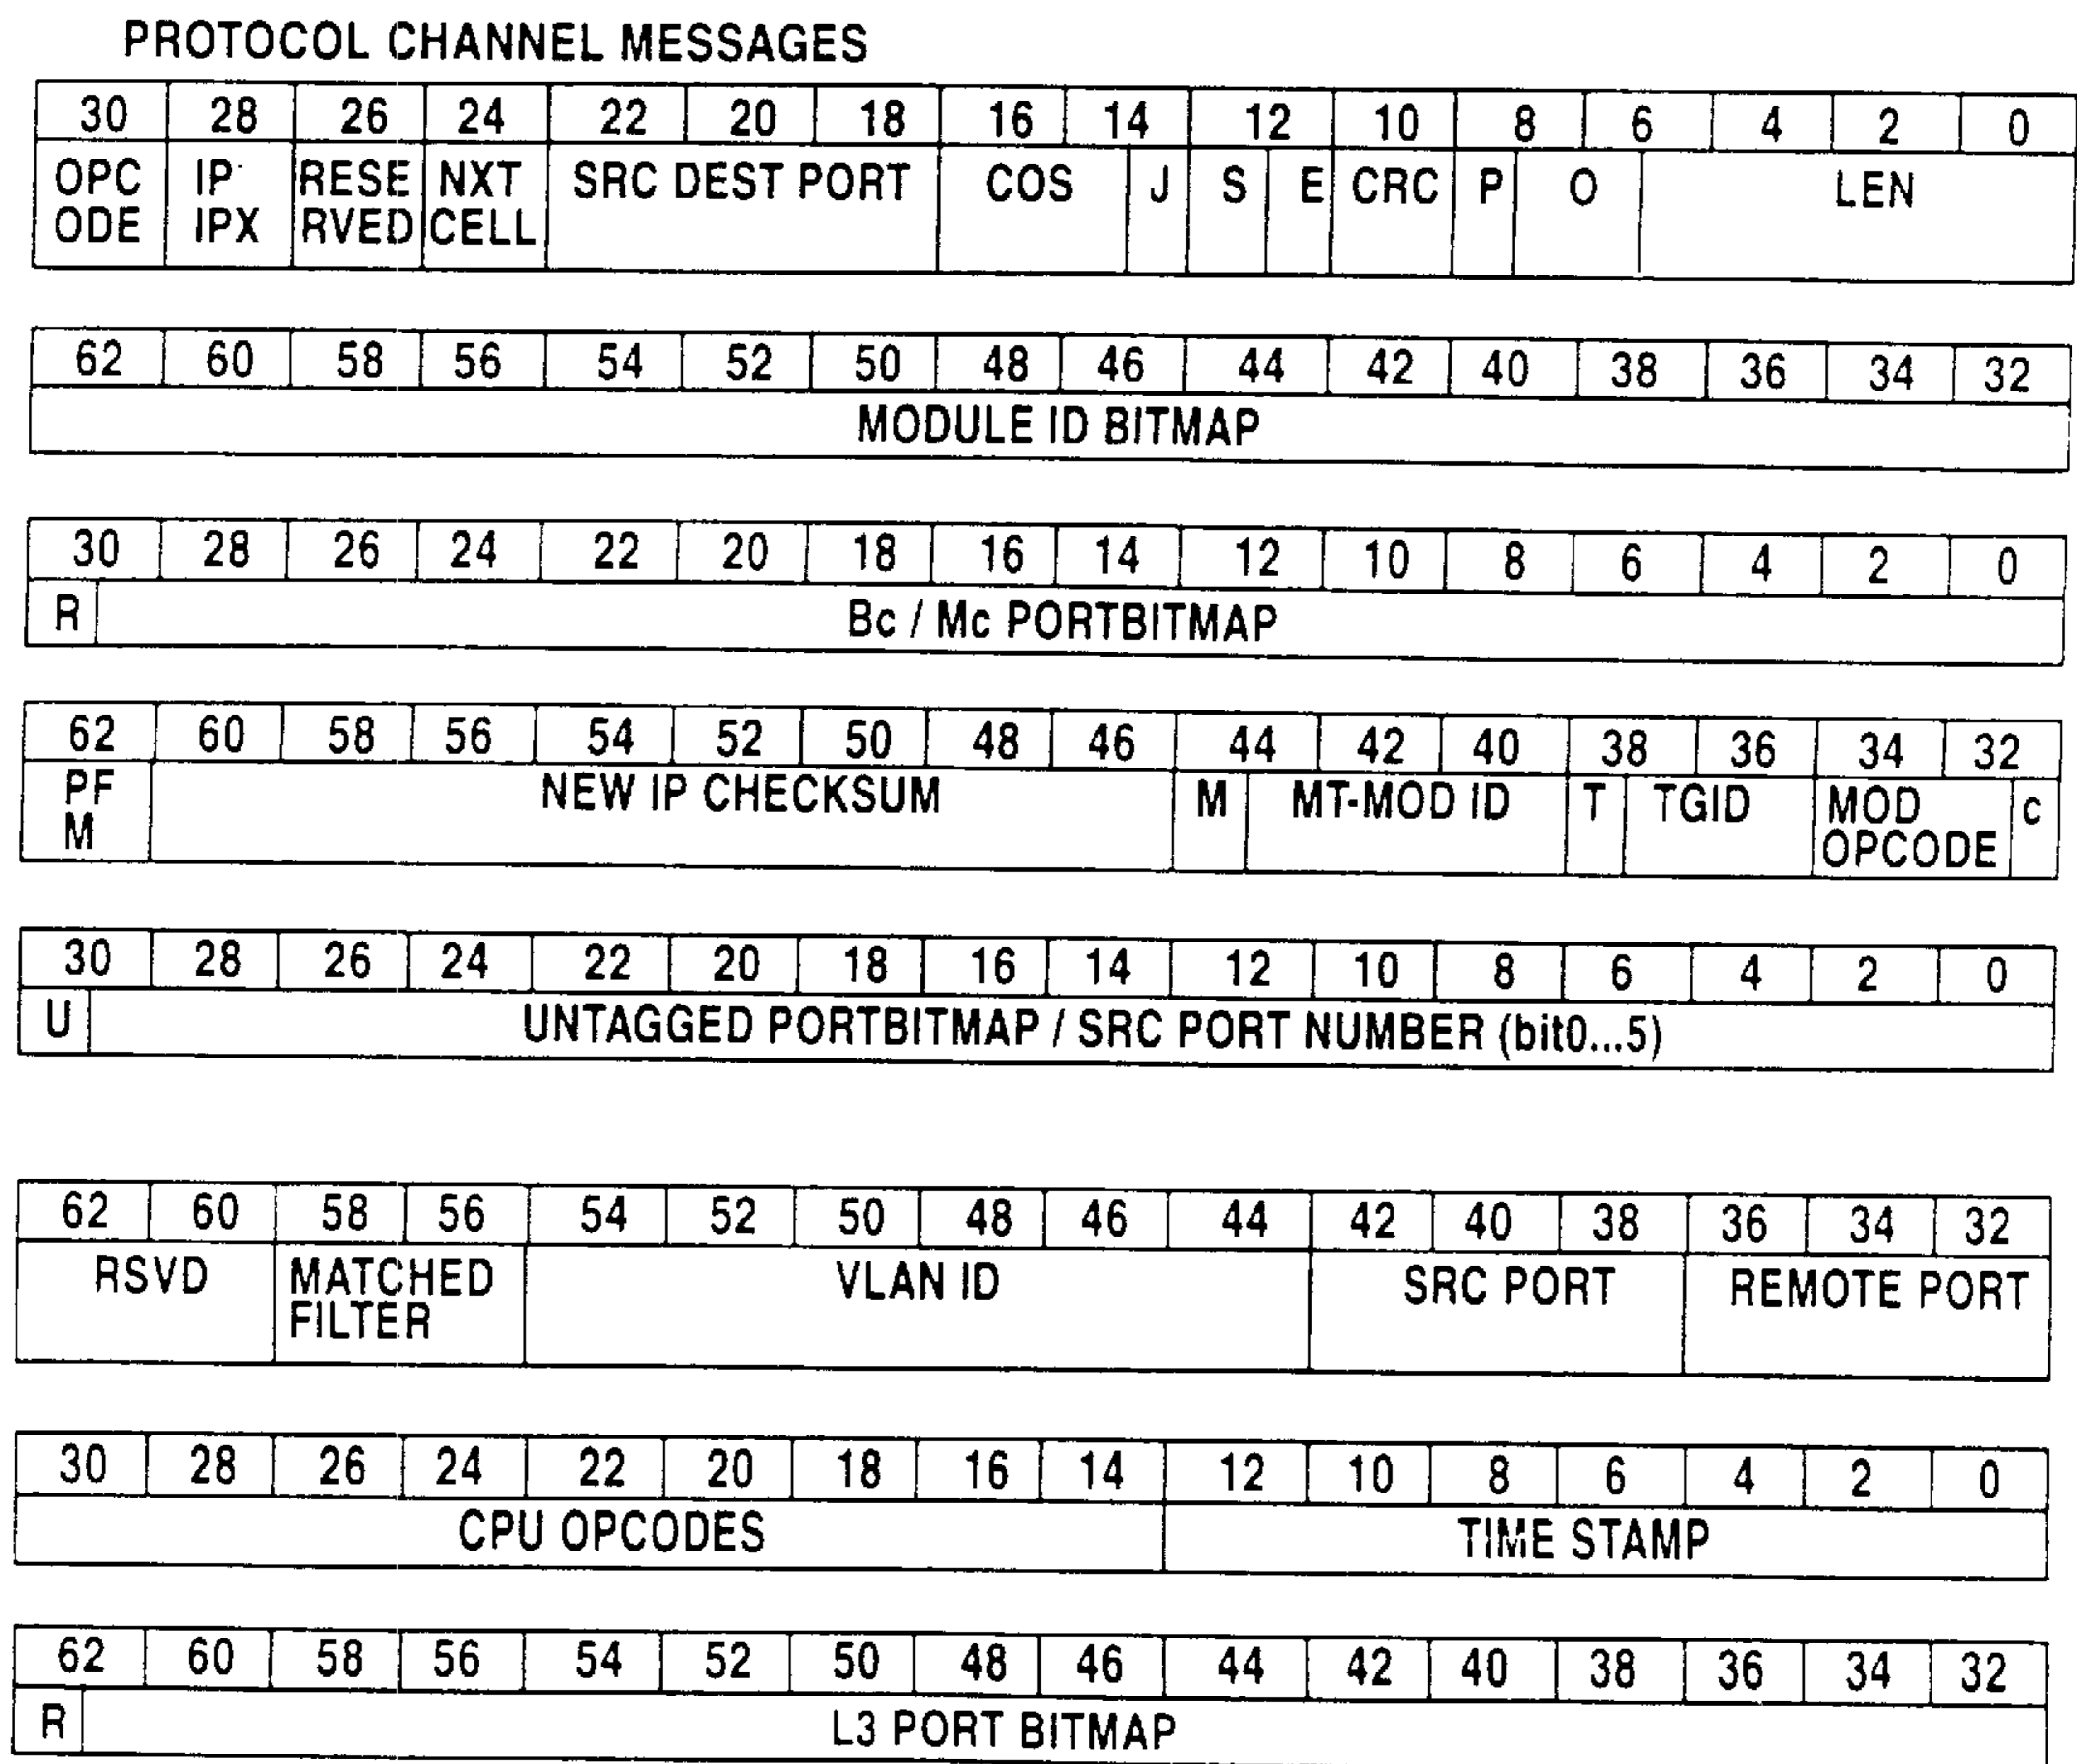 PROTOCOL CHANNEL MESSAGES
30 28 26 24 22 20 18 16 14 12 10 8 6 4 2 0
OPC IP RESE NXT SRC DEST PORT COS J S E CRC P O LEN
ODE IPX RVED CELL
62 60 58 56 54 52 50 48 46 44 42 40 38 36 34 32
MODULE ID BITMAP
30 28 26 24 22 20 18 16 14 12 10 8 6 4 2 0
R Bc / Mc PORTBITMAP
62 60 58 56 54 52 50 48 46 44 42 40 38 36 34 32
PF NEW IP CHECKSUM M MT-MOD ID T TGID MOD c
M OPCODE
30 28 26 24 22 20 18 16 14 12 10 8 6 4 2 0
U UNTAGGED PORTBITMAP / SRC PORT NUMBER (bit0...5)
62 60 58 56 54 52 50 48 46 44 42 40 38 36 34 32
RSVD MATCHED VLAN ID SRC PORT REMOTE PORT
FILTER
30 28 26 24 22 20 18 16 14 12 10 8 6 4 2 0
CPU OPCODES TIME STAMP
62 60 58 56 54 52 50 48 46 44 42 40 38 36 34 32
R L3 PORT BITMAP